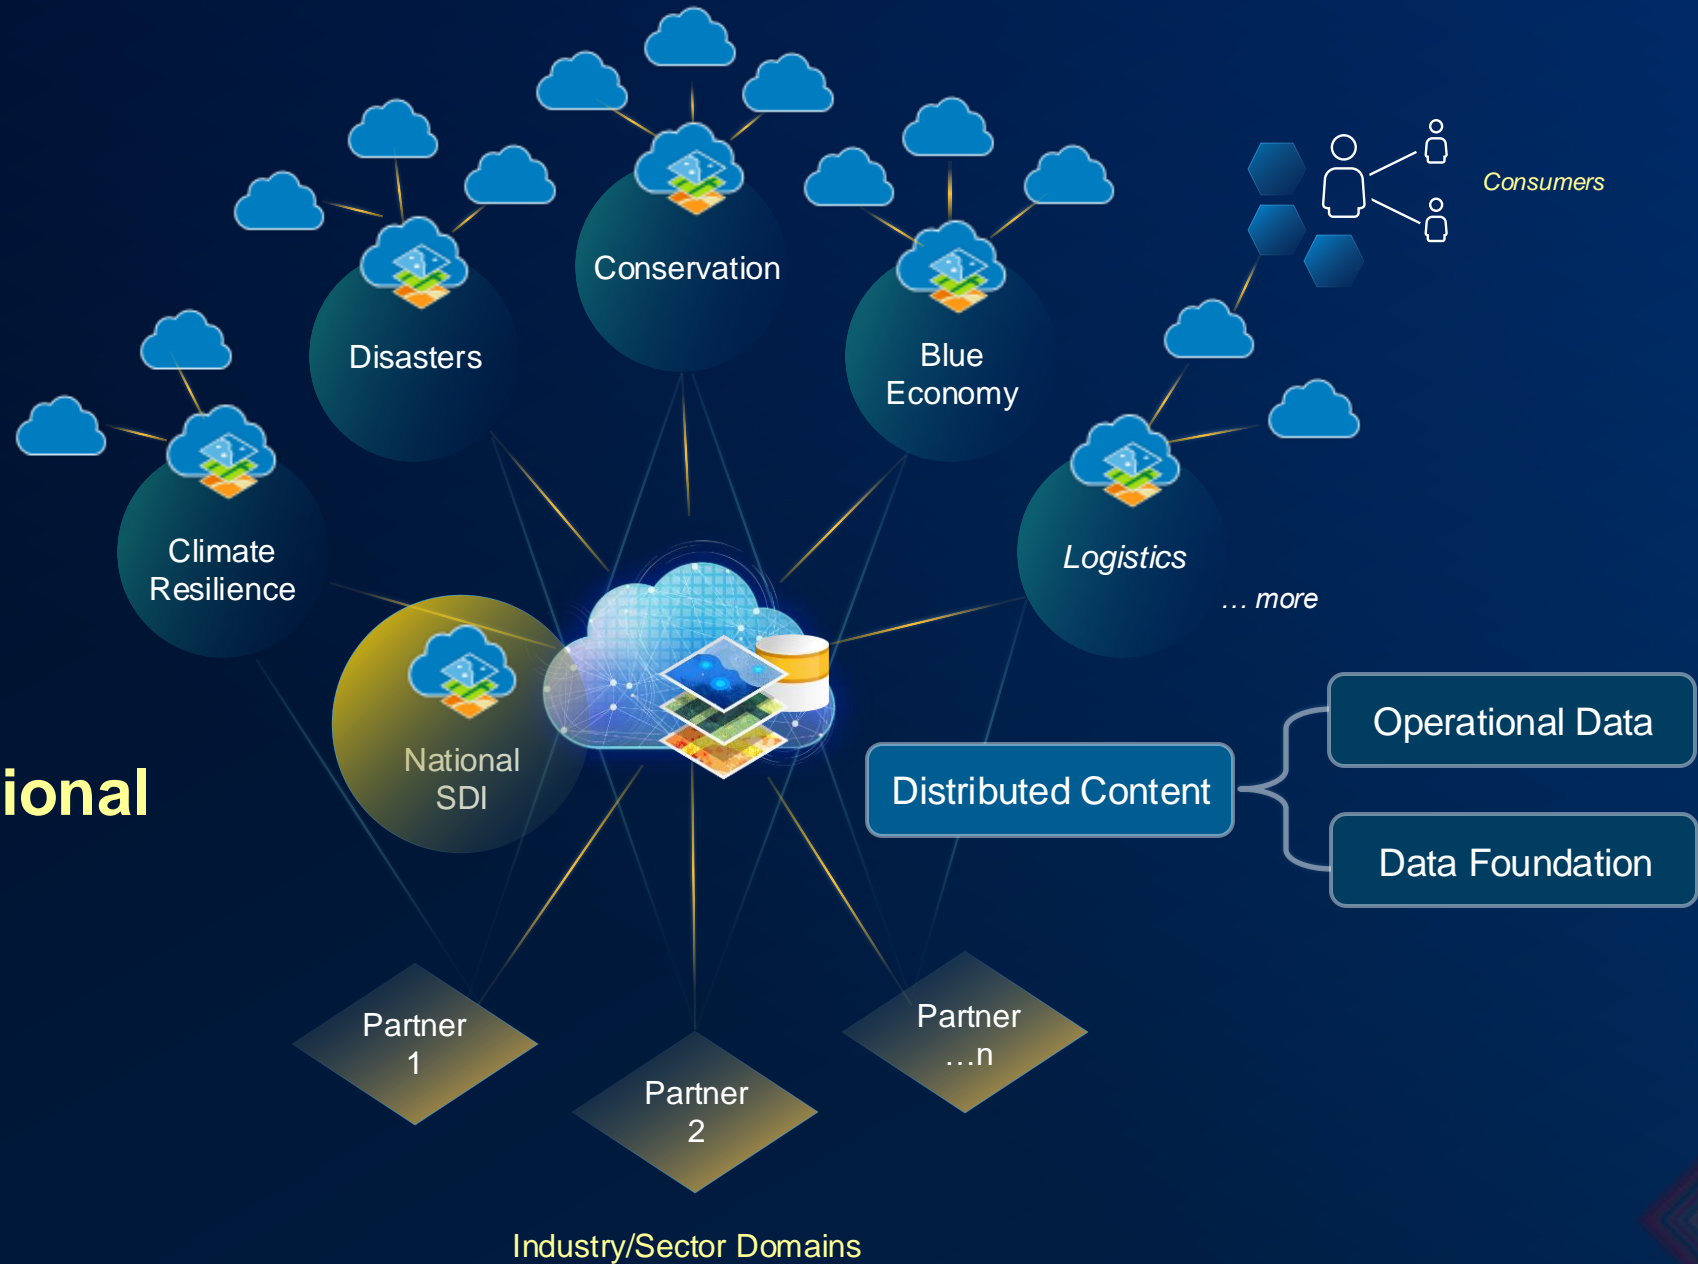 Consumers
Conservation
Disasters
Blue
Economy
Climate
Resilience
Logistics
… more
National
SDI
ional
Distributed Content
Operational Data
Data Foundation
Partner
1
Partner
2
Partner
…n
Industry/Sector Domains